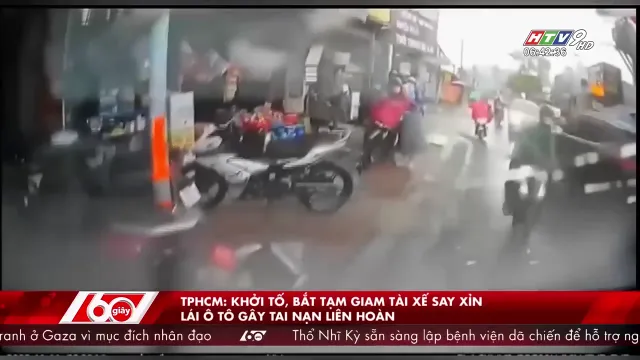 HTV9 HD
06:42:36
60 giây
TPHCM: KHỞI TỐ, BẮT TẠM GIAM TÀI XẾ SAY XỈN
LÁI Ô TÔ GÂY TAI NẠN LIÊN HOÀN
ranh ở Gaza vì mục đích nhân đạo Thổ Nhĩ Kỳ sẵn sàng lập bệnh viện dã chiến để hỗ trợ ng